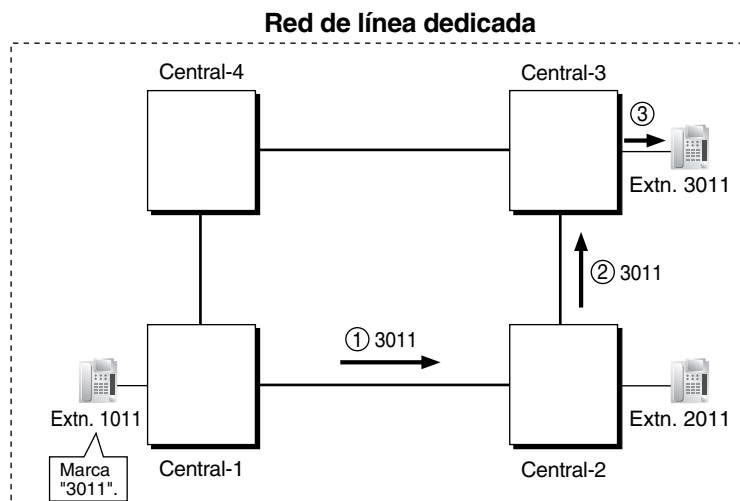 Red de línea dedicada
Central-4
Central-3
③
Extn. 3011
② 3011
① 3011
Extn. 1011
Extn. 2011
Marca
"3011".
Central-1
Central-2